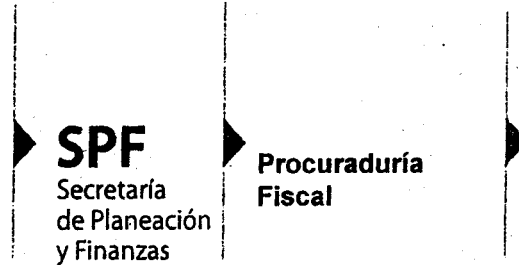 SPF
Secretaría
de Planeación
y Finanzas
Procuraduría
Fiscal